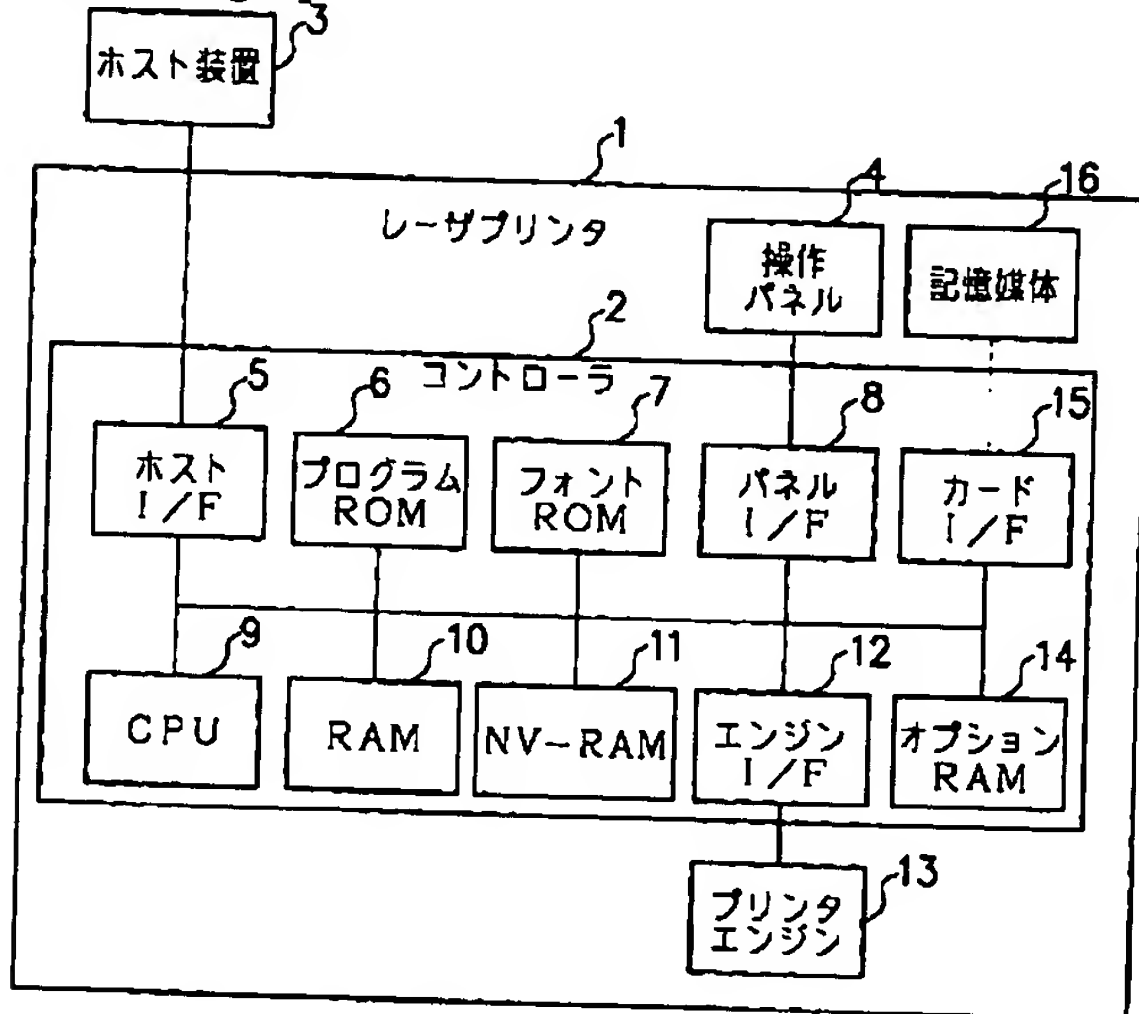 3
ホスト装置
1
レーザプリンタ
4
操作
パネル
16
記憶媒体
2
コントローラ
5
ホスト
I/F
6
プログラム
ROM
7
フォント
ROM
8
パネル
I/F
15
カード
I/F
9
CPU
10
RAM
11
NV-RAM
12
エンジン
I/F
14
オプション
RAM
13
プリンタ
エンジン